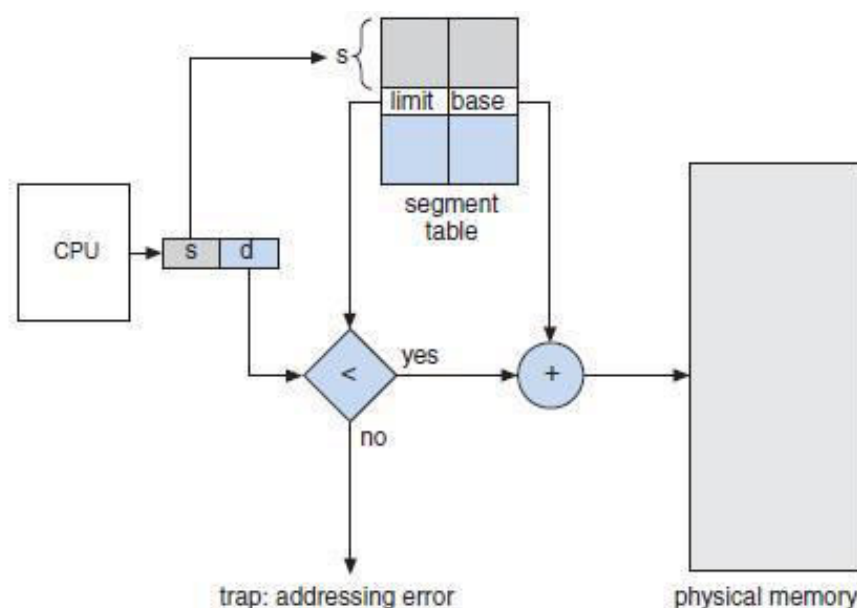 s
limit base
segment
table
CPU
s d
< yes +
no
trap: addressing error physical memory